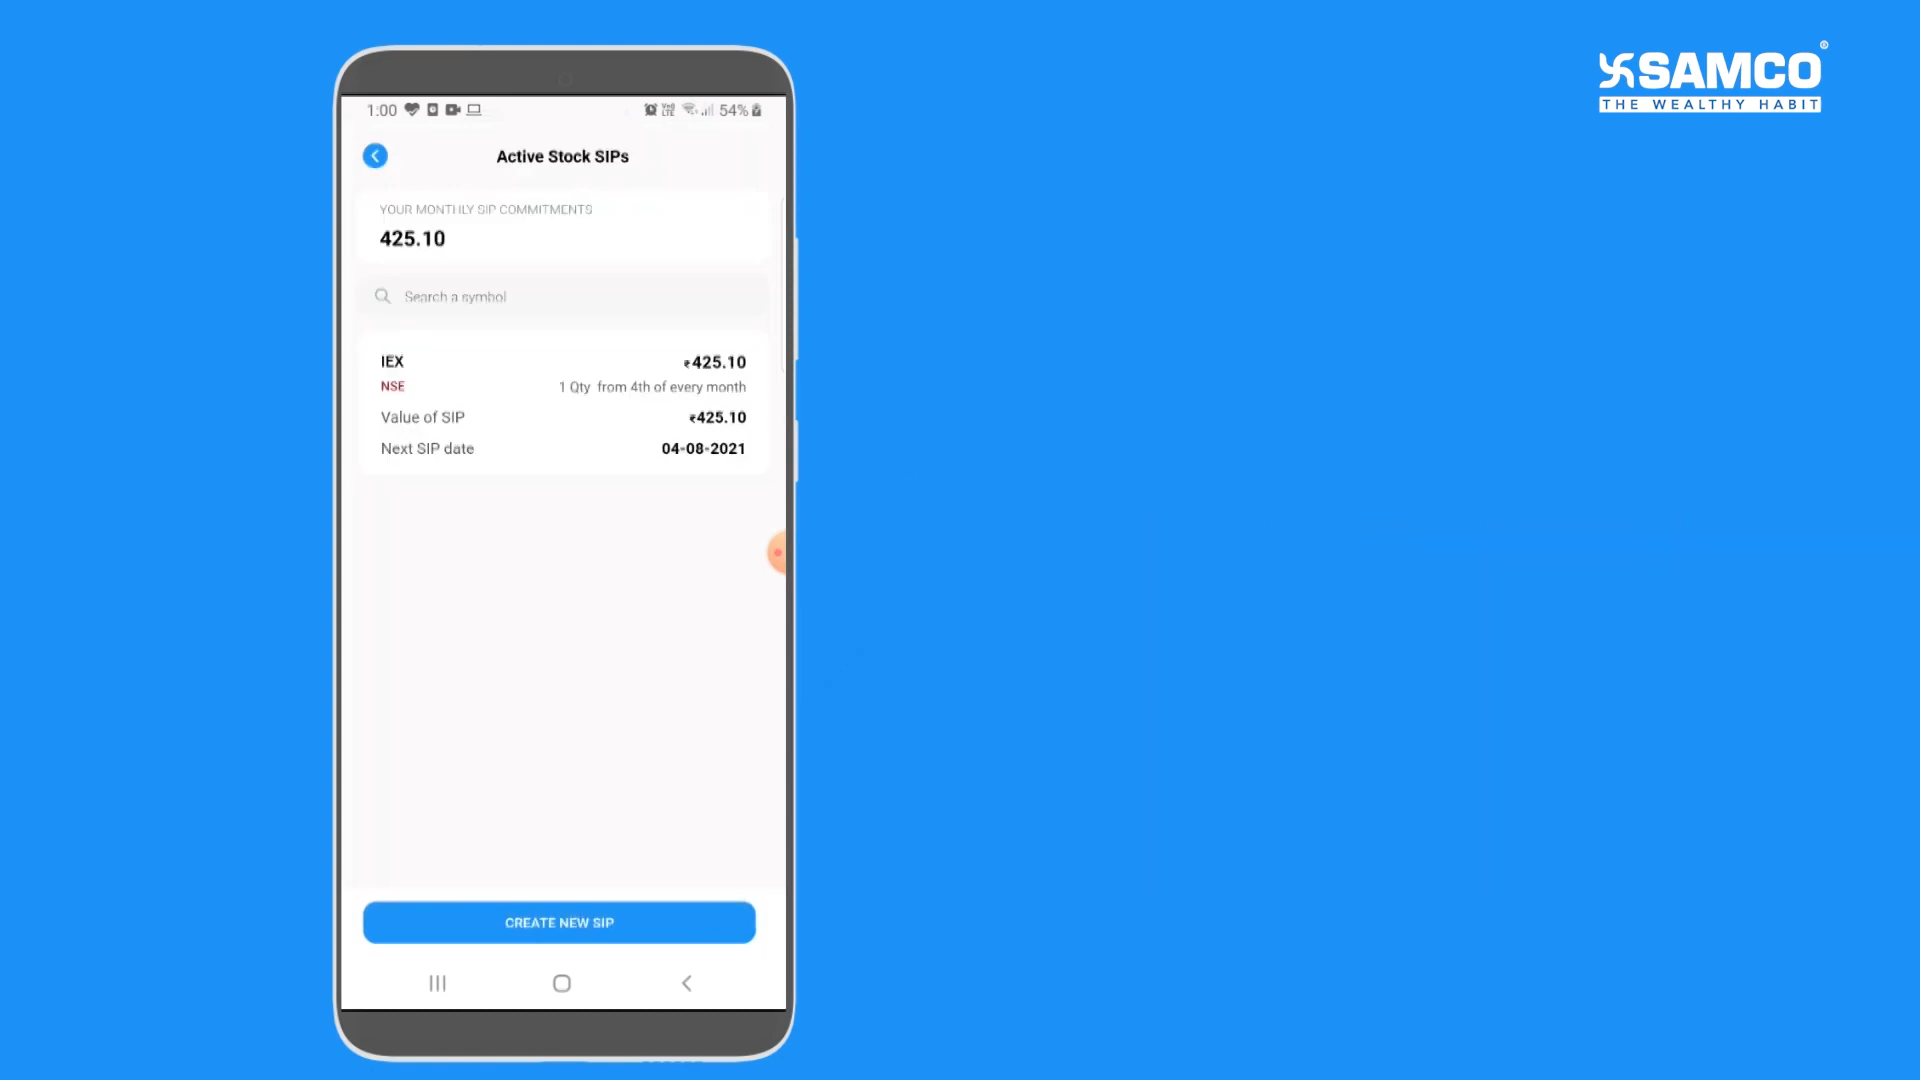 SAMCO®
THE WEALTHY HABIT
1:00 54%
Active Stock SIPs
YOUR MONTHLY SIP COMMITMENTS
425.10
Search a symbol
IEX ₹425.10
NSE 1 Qty from 4th of every month
Value of SIP ₹425.10
Next SIP date 04-08-2021
CREATE NEW SIP